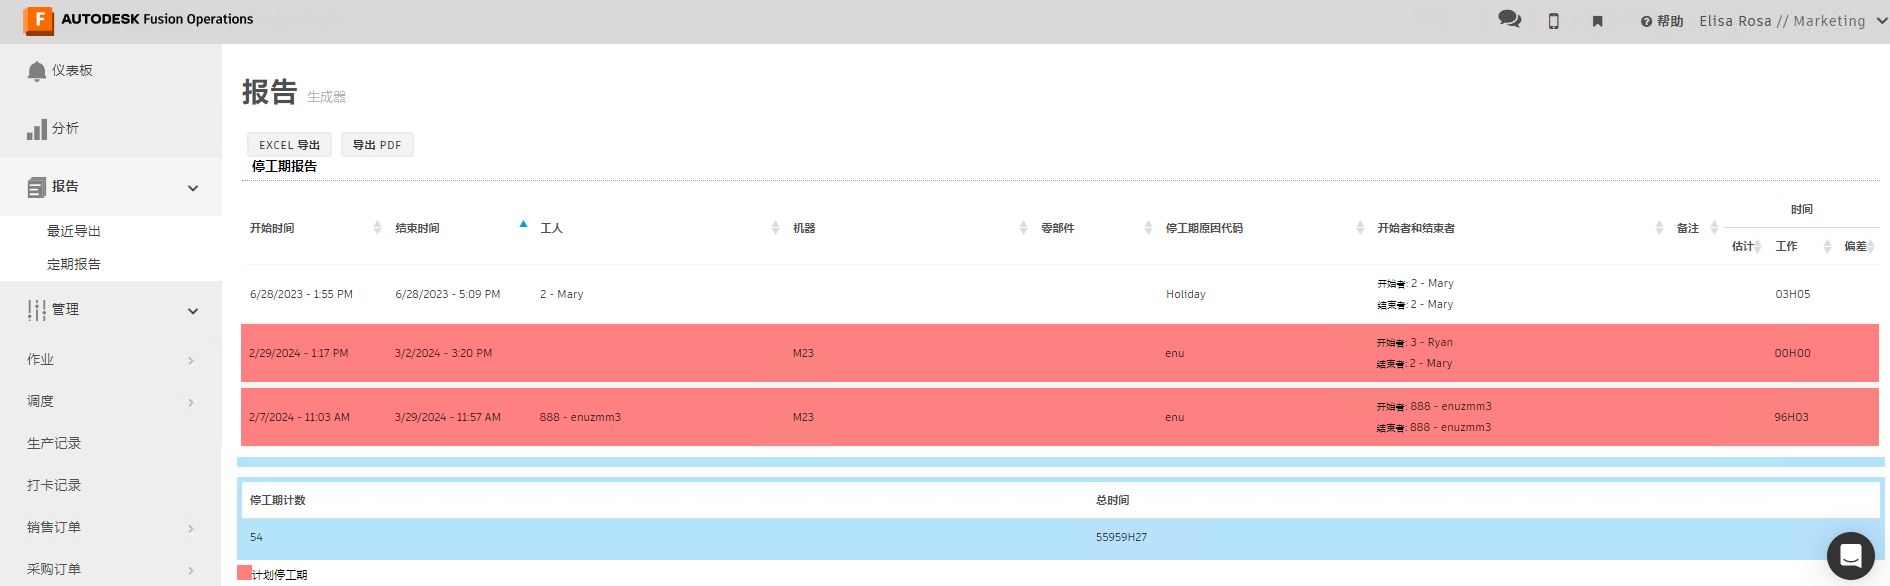 AUTODESK Fusion Operations
帮助 Elisa Rosa // Marketing
仪表板
分析
报告
最近导出
定期报告
管理
作业
调度
生产记录
打卡记录
销售订单
采购订单
报告 生成器
EXCEL 导出 导出 PDF
停工期报告
开始时间 结束时间 工人 机器 零部件 停工期原因代码 开始者和结束者 备注 时间
估计 工作 偏差
6/28/2023 - 1:55 PM 6/28/2023 - 5:09 PM 2 - Mary Holiday 开始者: 2 - Mary 03H05
结束者: 2 - Mary
2/29/2024 - 1:17 PM 3/2/2024 - 3:20 PM M23 enu 开始者: 3 - Ryan 00H00
结束者: 2 - Mary
2/7/2024 - 11:03 AM 3/29/2024 - 11:57 AM 888 - enuzmm3 M23 enu 开始者: 888 - enuzmm3 96H03
结束者: 888 - enuzmm3
停工期计数 总时间
54 55959H27
计划停工期